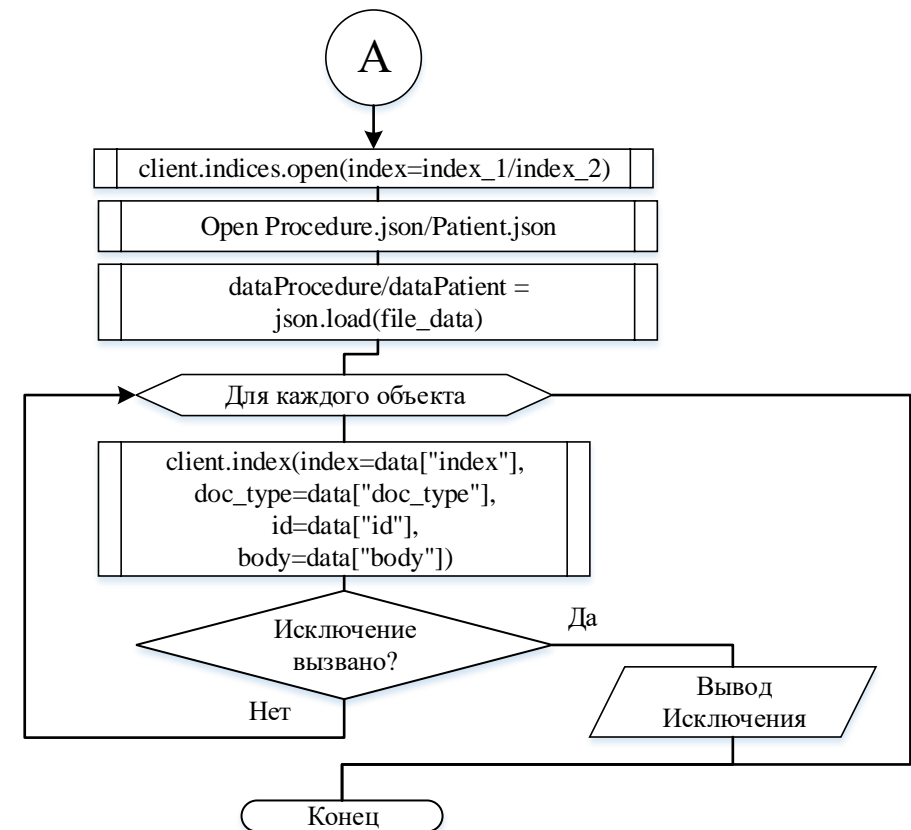 A
client.indices.open(index=index_1/index_2)
Open Procedure.json/Patient.json
dataProcedure/dataPatient =
json.load(file_data)
Для каждого объекта
client.index(index=data["index"],
doc_type=data["doc_type"],
id=data["id"],
body=data["body"])
Исключение
вызвано?
Да
Нет
Вывод
Исключения
Конец